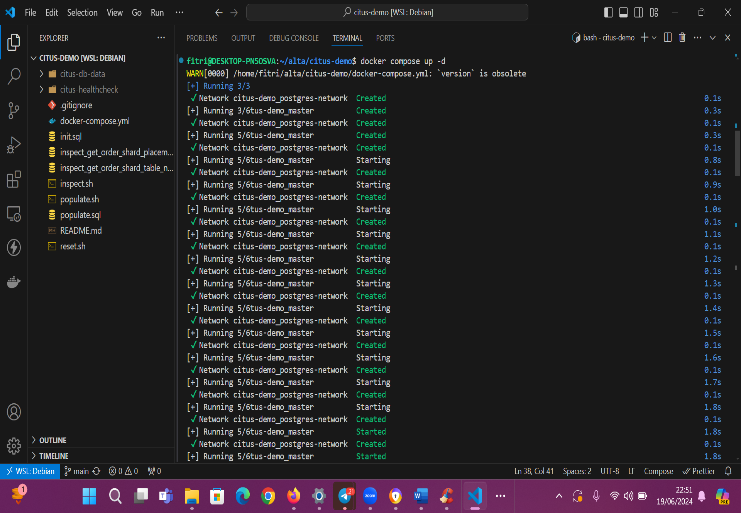 File Edit Selection View Go Run ··· citus-demo [WSL: Debian]
EXPLORER ···
CITUS-DEMO [WSL: DEBIAN]
citus-db-data
citus-healthcheck
.gitignore
docker-compose.yml
init.sql
inspect_get_order_shard_placem...
inspect_get_order_shard_table_n...
inspect.sh
populate.sh
populate.sql
README.md
reset.sh
OUTLINE
TIMELINE
PROBLEMS OUTPUT DEBUG CONSOLE TERMINAL PORTS bash - citus-demo
fitri@DESKTOP-PN5OSVA:~/alta/citus-demo$ docker compose up -d
WARN[0000] /home/fitri/alta/citus-demo/docker-compose.yml: `version` is obsolete
[+] Running 3/3
✓ Network citus-demo_postgres-network Created 0.1s
[+] Running 3/6tus-demo_master Created 0.3s
✓ Network citus-demo_postgres-network Created 0.1s
[+] Running 5/6tus-demo_master Created 0.3s
✓ Network citus-demo_postgres-network Created 0.1s
[+] Running 5/6tus-demo_master Starting 0.8s
✓ Network citus-demo_postgres-network Created 0.1s
[+] Running 5/6tus-demo_master Starting 0.9s
✓ Network citus-demo_postgres-network Created 0.1s
[+] Running 5/6tus-demo_master Starting 1.0s
✓ Network citus-demo_postgres-network Created 0.1s
[+] Running 5/6tus-demo_master Starting 1.1s
✓ Network citus-demo_postgres-network Created 0.1s
[+] Running 5/6tus-demo_master Starting 1.2s
✓ Network citus-demo_postgres-network Created 0.1s
[+] Running 5/6tus-demo_master Starting 1.3s
✓ Network citus-demo_postgres-network Created 0.1s
[+] Running 5/6tus-demo_master Starting 1.4s
✓ Network citus-demo_postgres-network Created 0.1s
[+] Running 5/6tus-demo_master Starting 1.5s
✓ Network citus-demo_postgres-network Created 0.1s
[+] Running 5/6tus-demo_master Starting 1.6s
✓ Network citus-demo_postgres-network Created 0.1s
[+] Running 5/6tus-demo_master Starting 1.7s
✓ Network citus-demo_postgres-network Created 0.1s
[+] Running 5/6tus-demo_master Starting 1.8s
✓ Network citus-demo_postgres-network Created 0.1s
[+] Running 5/6tus-demo_master Started 1.8s
✓ Network citus-demo_postgres-network Created 0.1s
[+] Running 5/6tus-demo_master Started 1.8s
WSL: Debian main 0 0 0 Ln 38, Col 41 Spaces: 2 UTF-8 LF Compose Prettier
1 zoom 22:51
19/06/2024